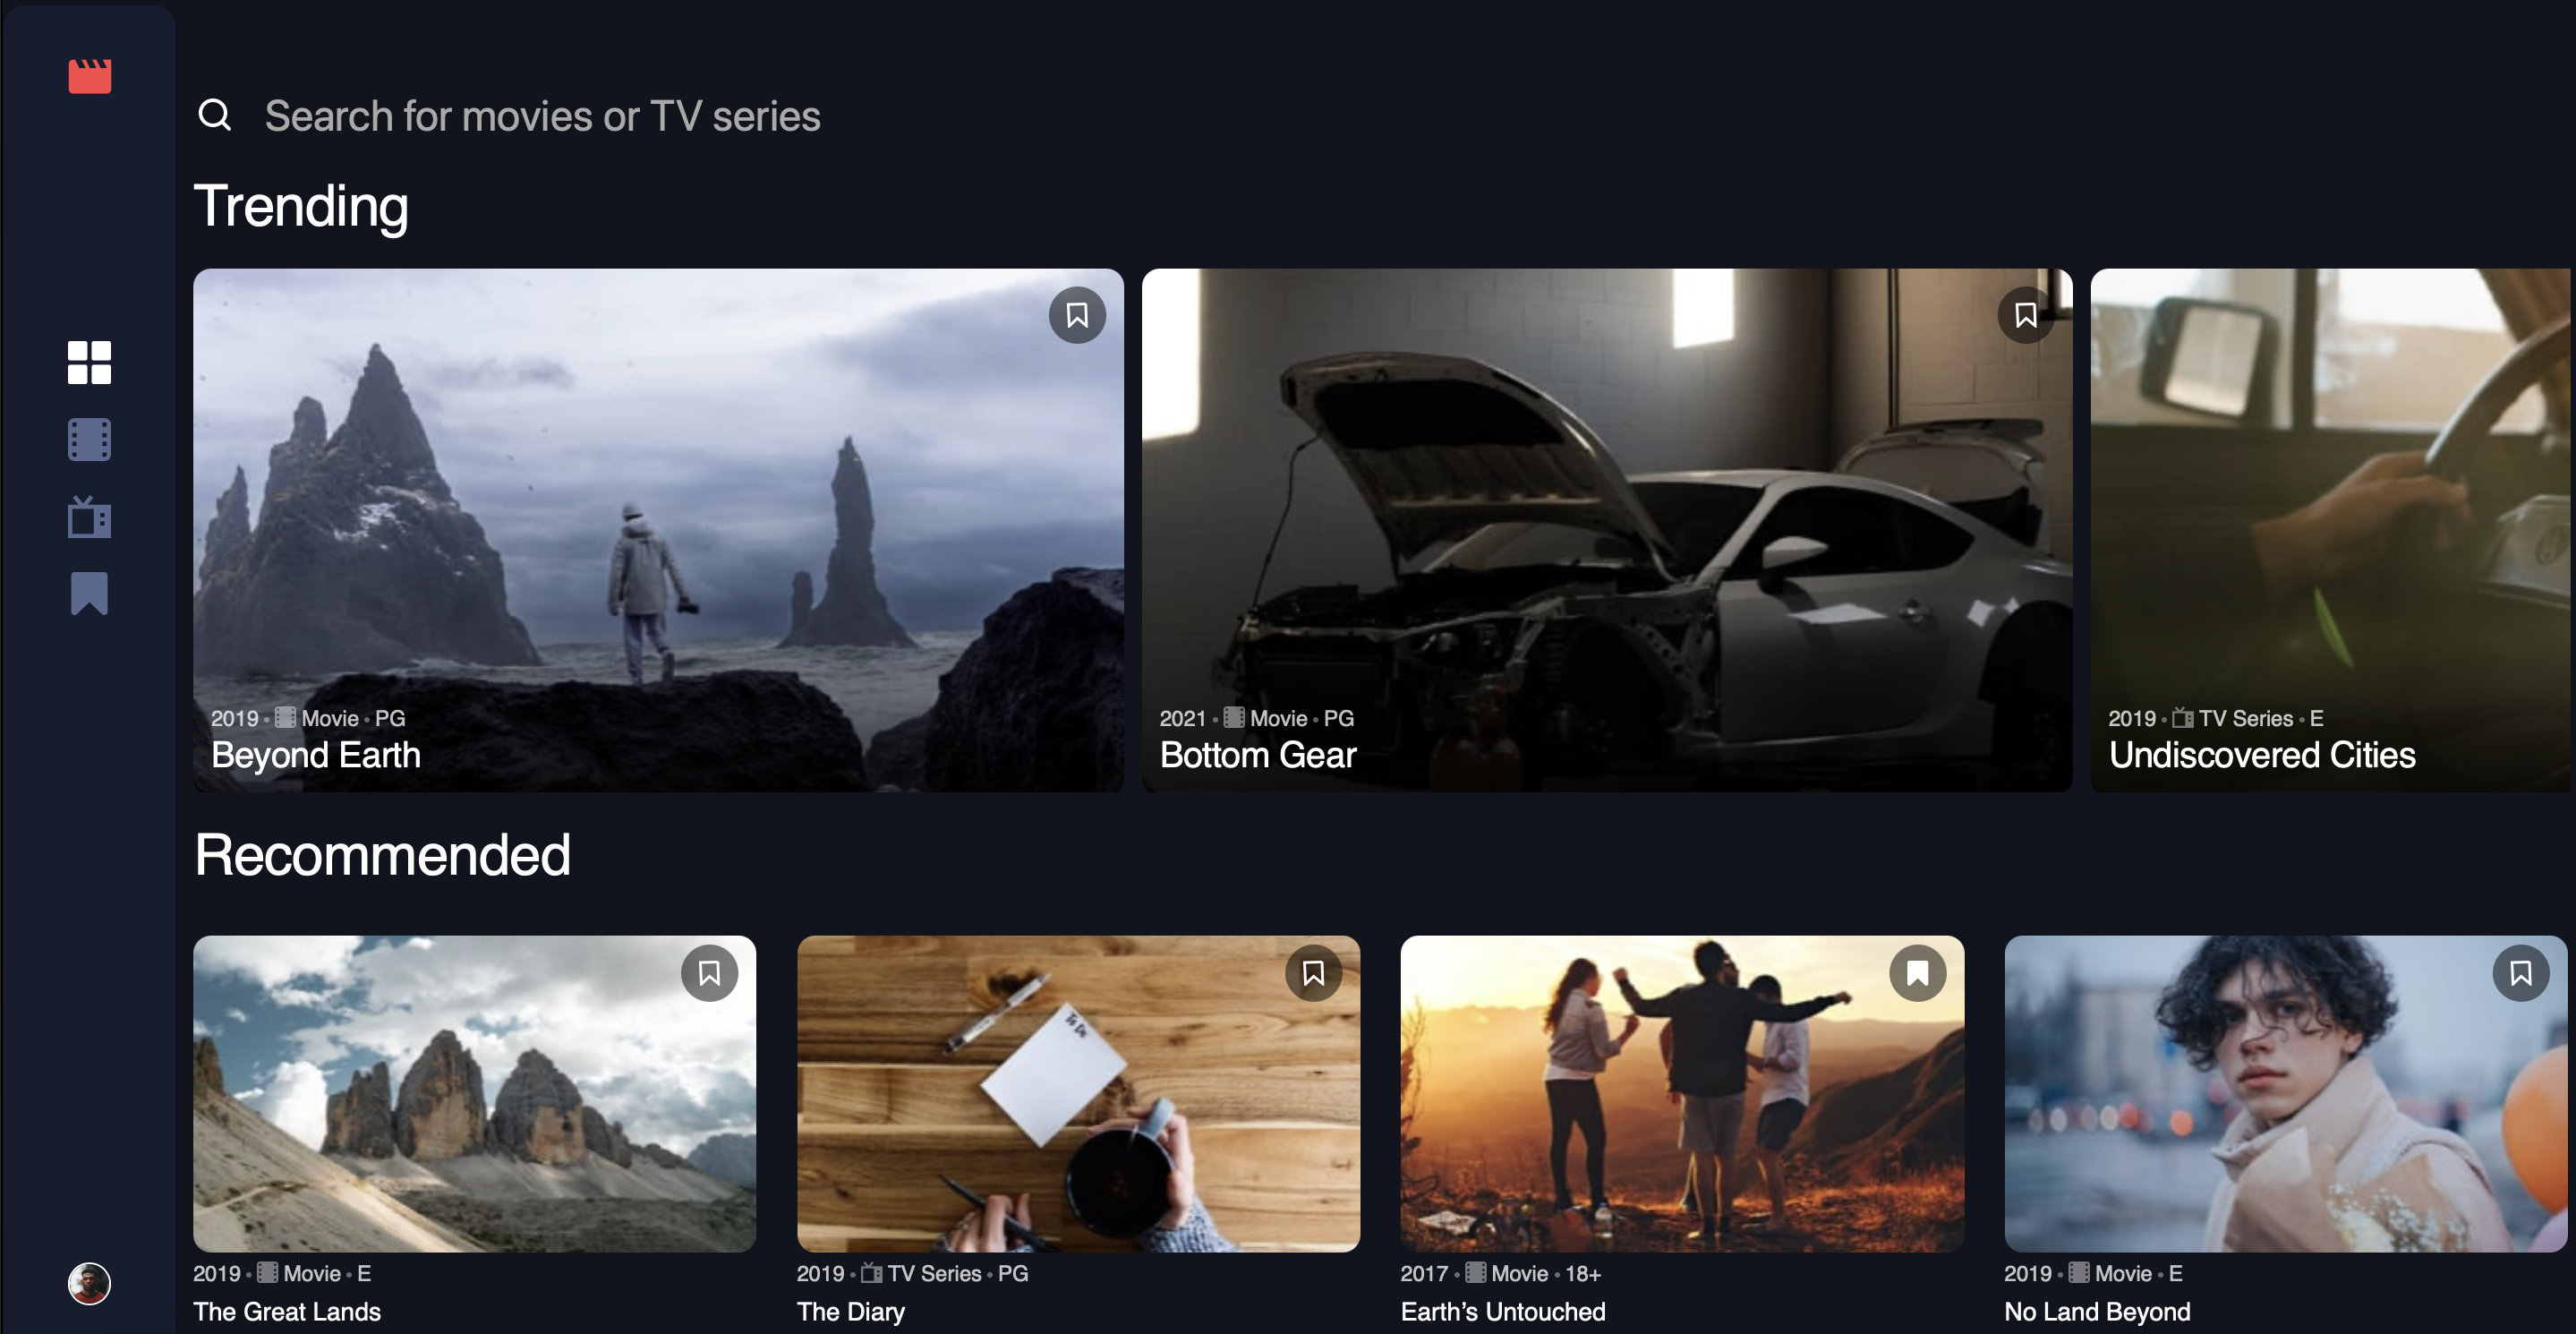 Search for movies or TV series
Trending
2019 • Movie • PG
Beyond Earth
2021 • Movie • PG
Bottom Gear
2019 • TV Series • E
Undiscovered Cities
Recommended
To Do
2019 • Movie • E
The Great Lands
2019 • TV Series • PG
The Diary
2017 • Movie • 18+
Earth’s Untouched
2019 • Movie • E
No Land Beyond